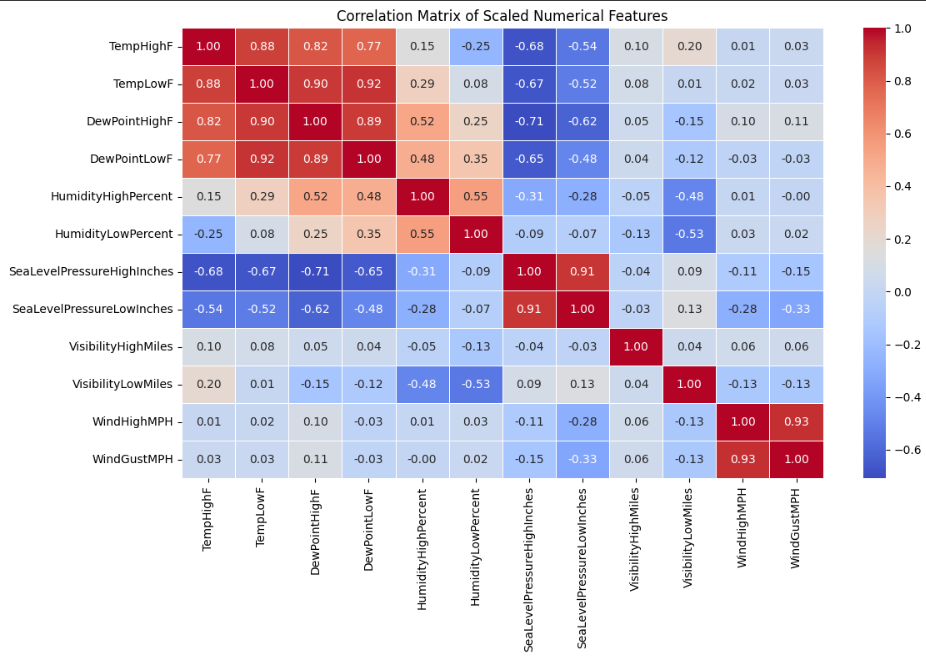 Correlation Matrix of Scaled Numerical Features
TempHighF 1.00 0.88 0.82 0.77 0.15 -0.25 -0.68 -0.54 0.10 0.20 0.01 0.03
TempLowF 0.88 1.00 0.90 0.92 0.29 0.08 -0.67 -0.52 0.08 0.01 0.02 0.03
DewPointHighF 0.82 0.90 1.00 0.89 0.52 0.25 -0.71 -0.62 0.05 -0.15 0.10 0.11
DewPointLowF 0.77 0.92 0.89 1.00 0.48 0.35 -0.65 -0.48 0.04 -0.12 -0.03 -0.03
HumidityHighPercent 0.15 0.29 0.52 0.48 1.00 0.55 -0.31 -0.28 -0.05 -0.48 0.01 -0.00
HumidityLowPercent -0.25 0.08 0.25 0.35 0.55 1.00 -0.09 -0.07 -0.13 -0.53 0.03 0.02
SeaLevelPressureHighInches -0.68 -0.67 -0.71 -0.65 -0.31 -0.09 1.00 0.91 -0.04 0.09 -0.11 -0.15
SeaLevelPressureLowInches -0.54 -0.52 -0.62 -0.48 -0.28 -0.07 0.91 1.00 -0.03 0.13 -0.28 -0.33
VisibilityHighMiles 0.10 0.08 0.05 0.04 -0.05 -0.13 -0.04 -0.03 1.00 0.04 0.06 0.06
VisibilityLowMiles 0.20 0.01 -0.15 -0.12 -0.48 -0.53 0.09 0.13 0.04 1.00 -0.13 -0.13
WindHighMPH 0.01 0.02 0.10 -0.03 0.01 0.03 -0.11 -0.28 0.06 -0.13 1.00 0.93
WindGustMPH 0.03 0.03 0.11 -0.03 -0.00 0.02 -0.15 -0.33 0.06 -0.13 0.93 1.00
TempHighF
TempLowF
DewPointHighF
DewPointLowF
HumidityHighPercent
HumidityLowPercent
SeaLevelPressureHighInches
SeaLevelPressureLowInches
VisibilityHighMiles
VisibilityLowMiles
WindHighMPH
WindGustMPH
1.0
0.8
0.6
0.4
0.2
0.0
−0.2
−0.4
−0.6